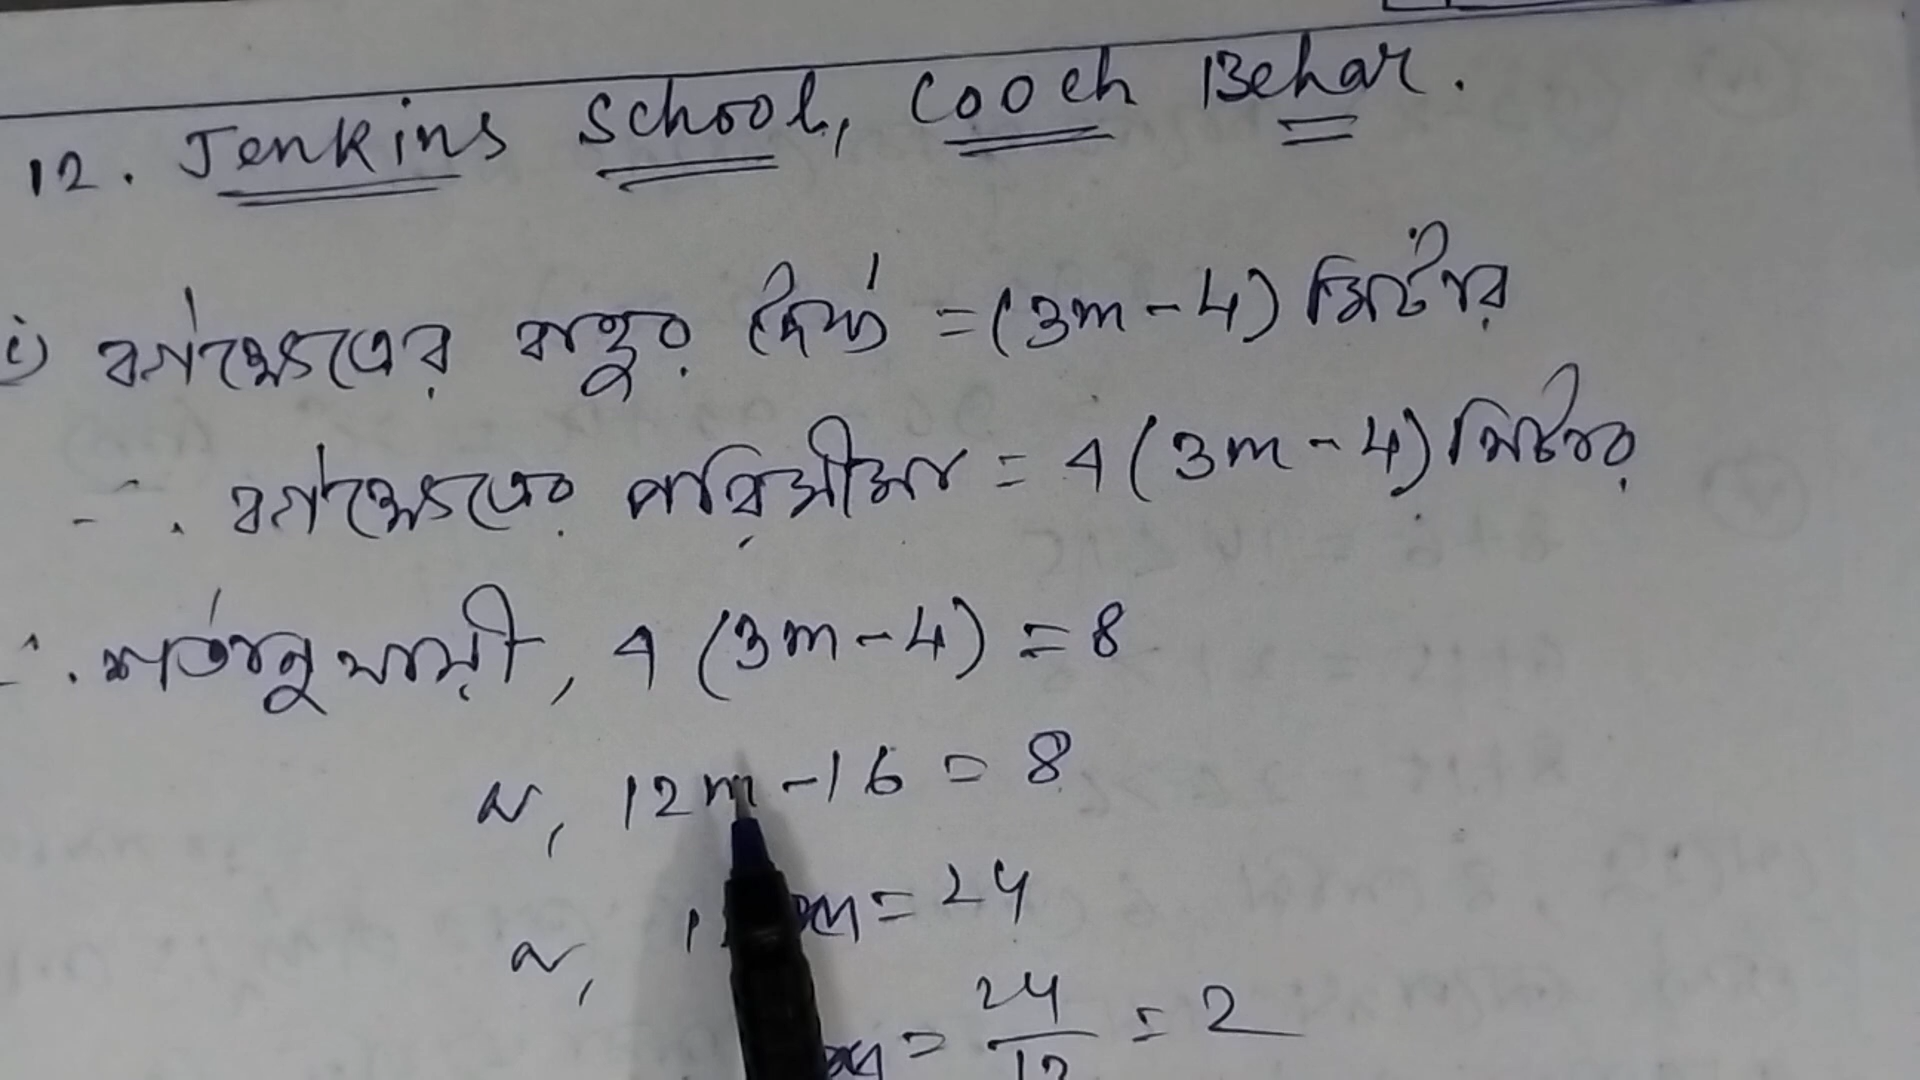 12. Jenkins School, Cooch Behar.
i) বর্গক্ষেত্রের বাহুর দৈর্ঘ্য = (3m - 4) মিটার
∴ বর্গক্ষেত্রের পরিসীমা = 4 (3m - 4) মিটার
∴ শর্তানুযায়ী, 4 (3m - 4) = 8
বা, 12m - 16 = 8
বা, = 24
= 24/12 = 2